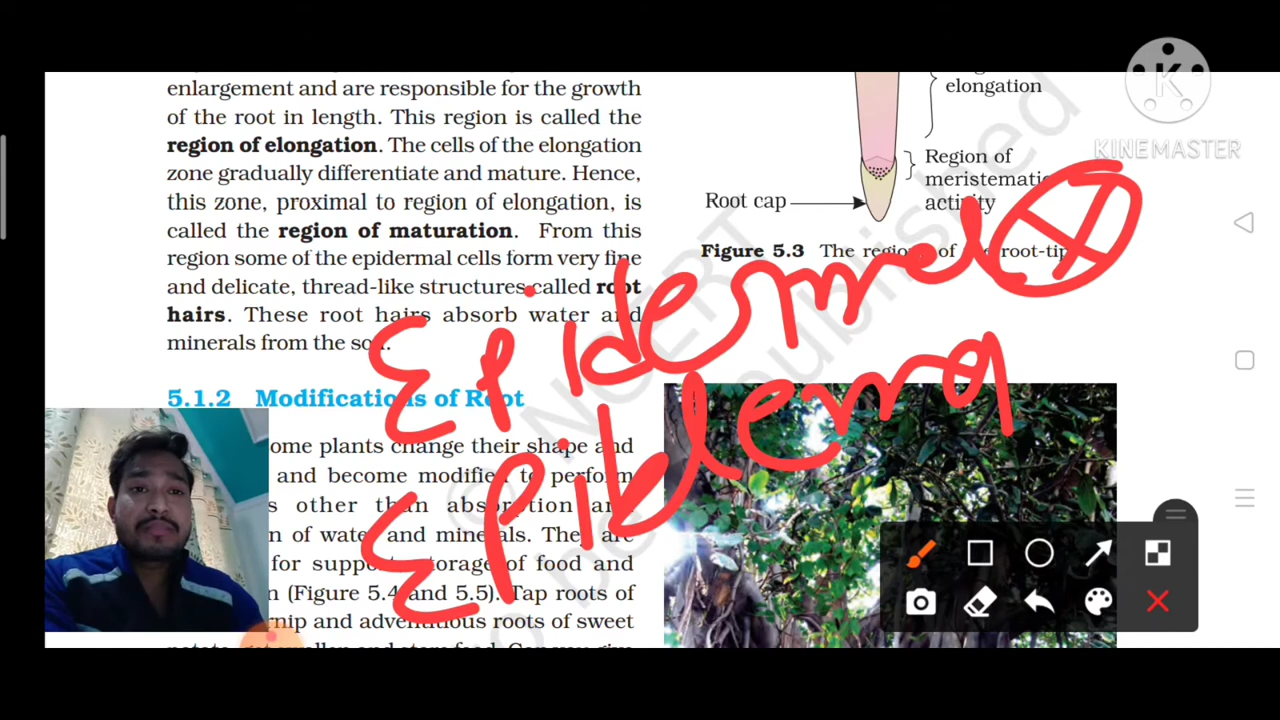 enlargement and are responsible for the growth
of the root in length. This region is called the
region of elongation. The cells of the elongation
zone gradually differentiate and mature. Hence,
this zone, proximal to region of elongation, is
called the region of maturation. From this
region some of the epidermal cells form very fine
and delicate, thread-like structures called root
hairs. These root hairs absorb water and
minerals from the soil.
5.1.2 Modifications of Root
plants change their shape and
and become modified to perform
other than absorption
of water and minerals. They are
for support storage of food and
(Figure 5.4 and 5.5). Tap roots of
and adventitious roots of sweet
elongation
Region of
meristematic
activity
Root cap
Figure 5.3 The regions of the root-tip
Epidermel
Epiderma
K
KINEMASTER